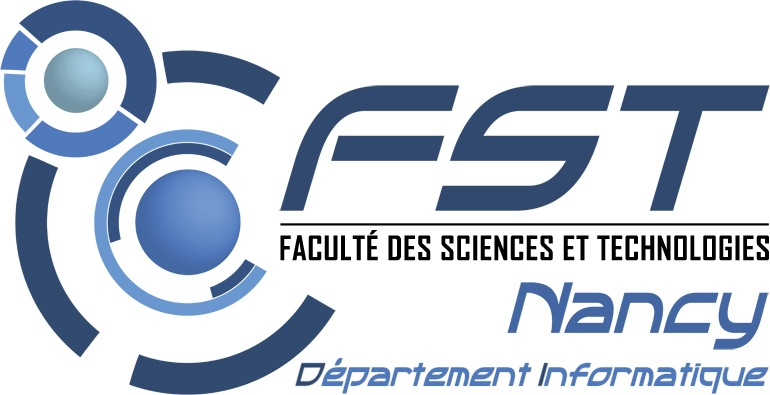 FST
FACULTÉ DES SCIENCES ET TECHNOLOGIES
Nancy
Département Informatique